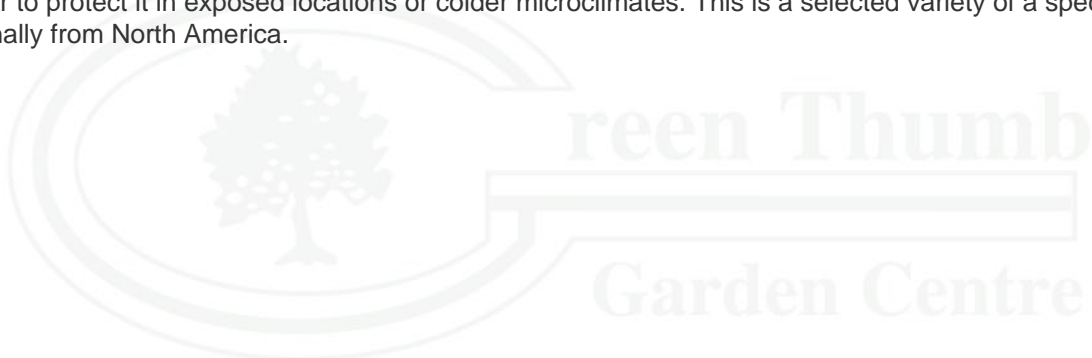 r to protect it in exposed locations or colder microclimates. This is a selected variety of a spec
nally from North America.
reen Thumb
Garden Centre